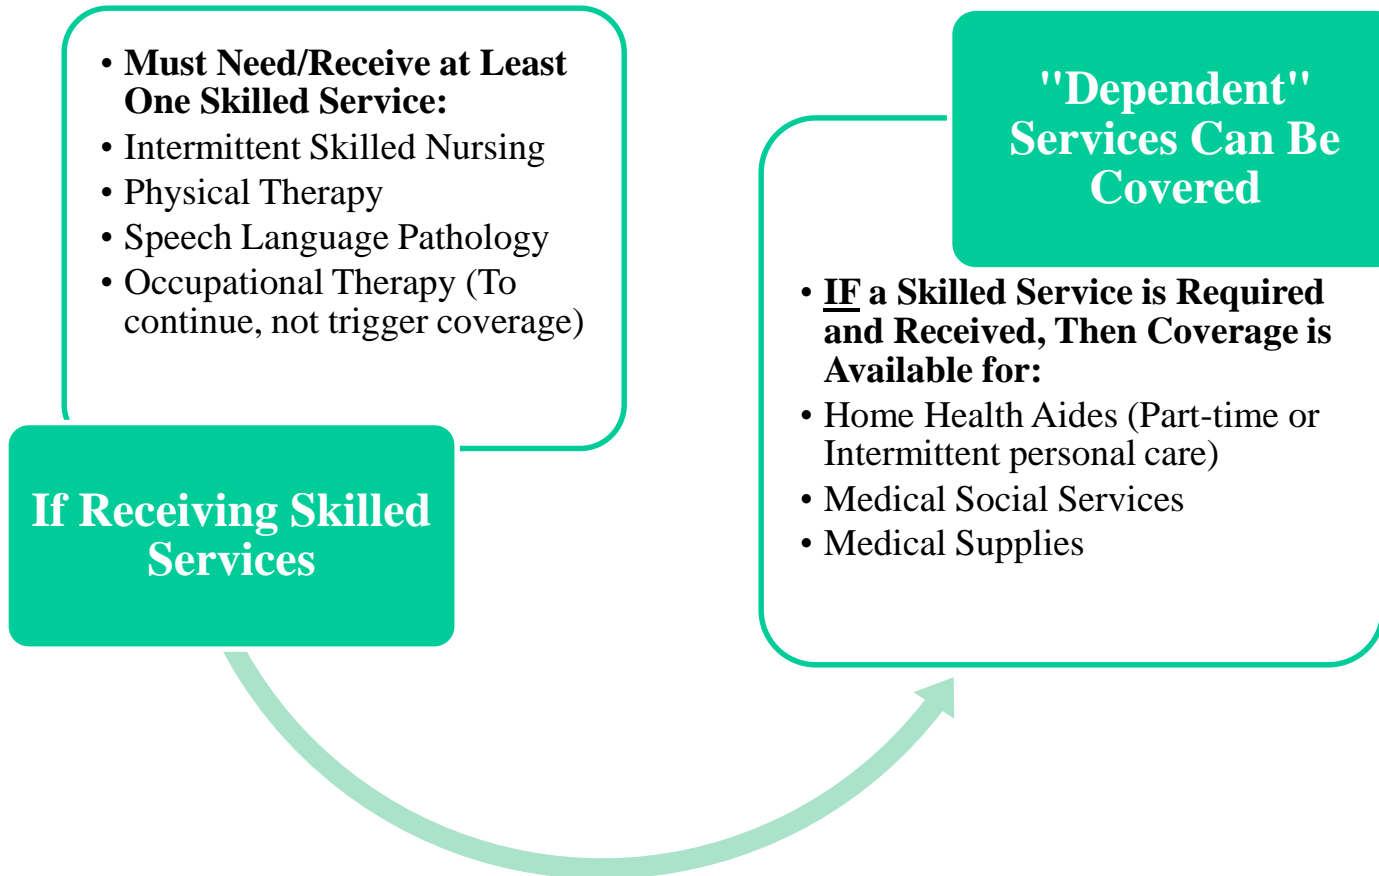 • Must Need/Receive at Least
One Skilled Service:
• Intermittent Skilled Nursing
• Physical Therapy
• Speech Language Pathology
• Occupational Therapy (To
continue, not trigger coverage)
If Receiving Skilled
Services
"Dependent"
Services Can Be
Covered
• IF a Skilled Service is Required
and Received, Then Coverage is
Available for:
• Home Health Aides (Part-time or
Intermittent personal care)
• Medical Social Services
• Medical Supplies